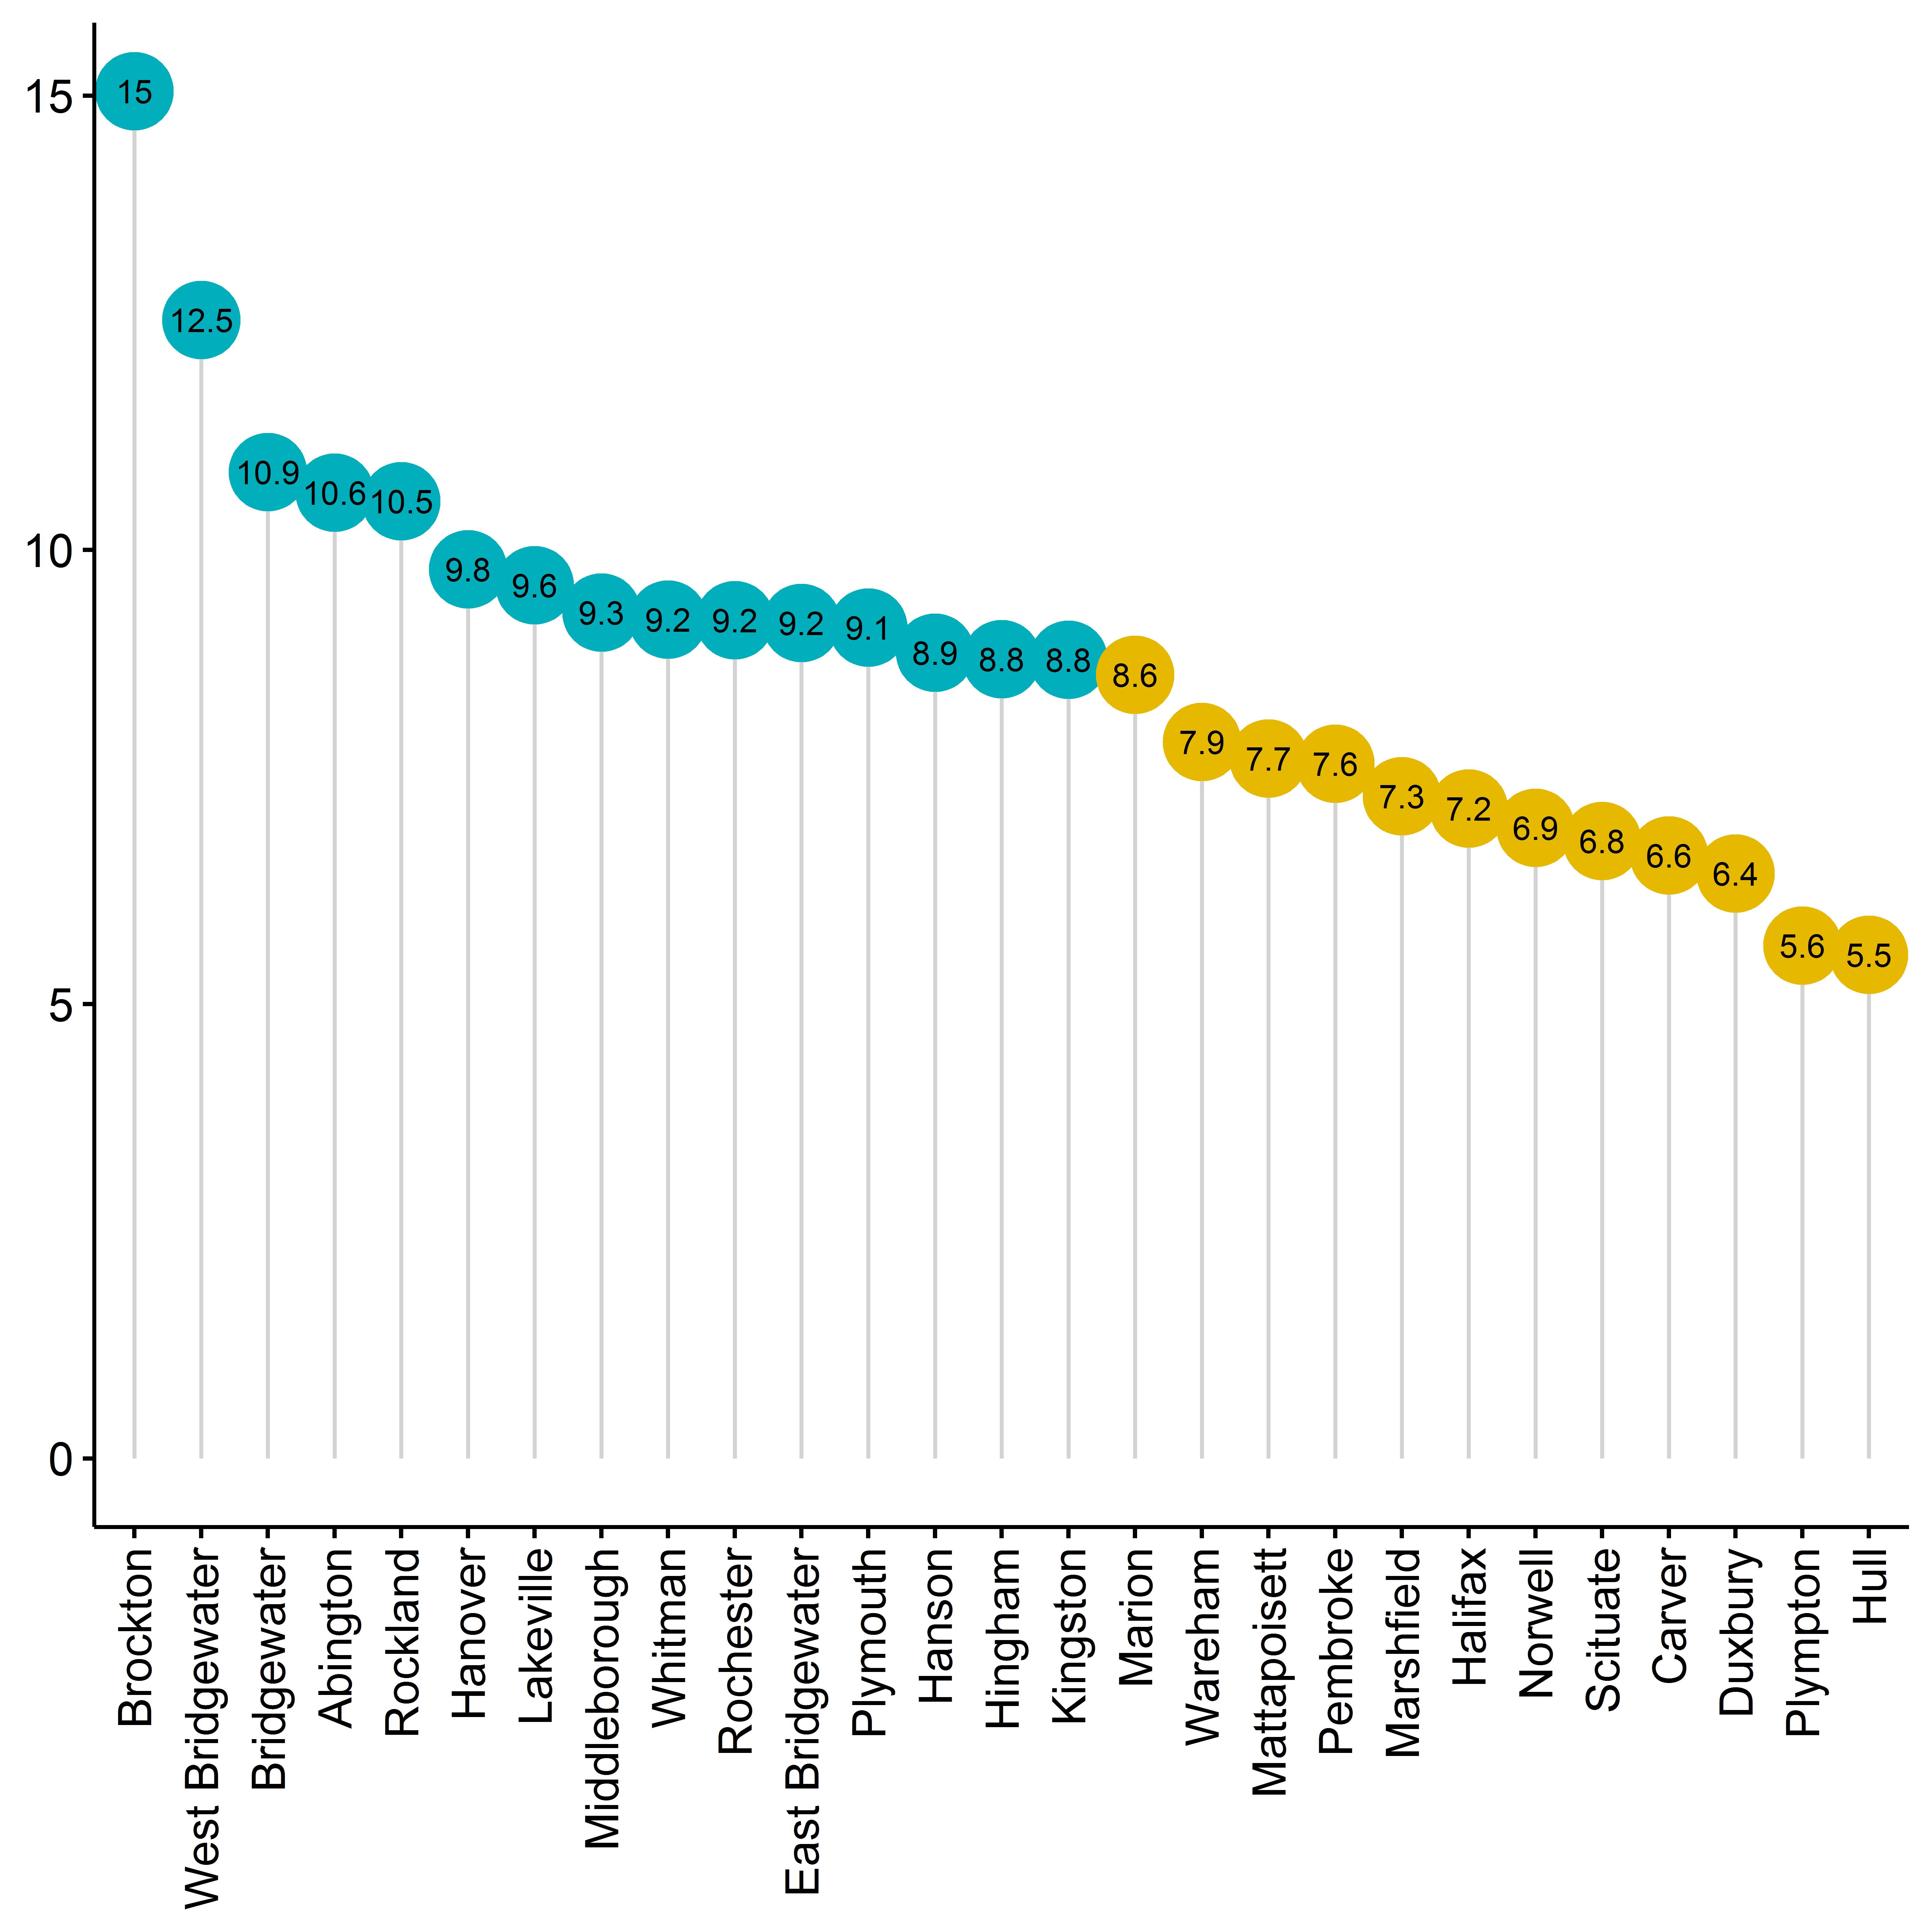 15
10
5
0
15
12.5
10.9
10.6
10.5
9.8
9.6
9.3
9.2
9.2
9.2
9.1
8.9
8.8
8.8
8.6
7.9
7.7
7.6
7.3
7.2
6.9
6.8
6.6
6.4
5.6
5.5
Brockton
West Bridgewater
Bridgewater
Abington
Rockland
Hanover
Lakeville
Middleborough
Whitman
Rochester
East Bridgewater
Plymouth
Hanson
Hingham
Kingston
Marion
Wareham
Mattapoisett
Pembroke
Marshfield
Halifax
Norwell
Scituate
Carver
Duxbury
Plympton
Hull